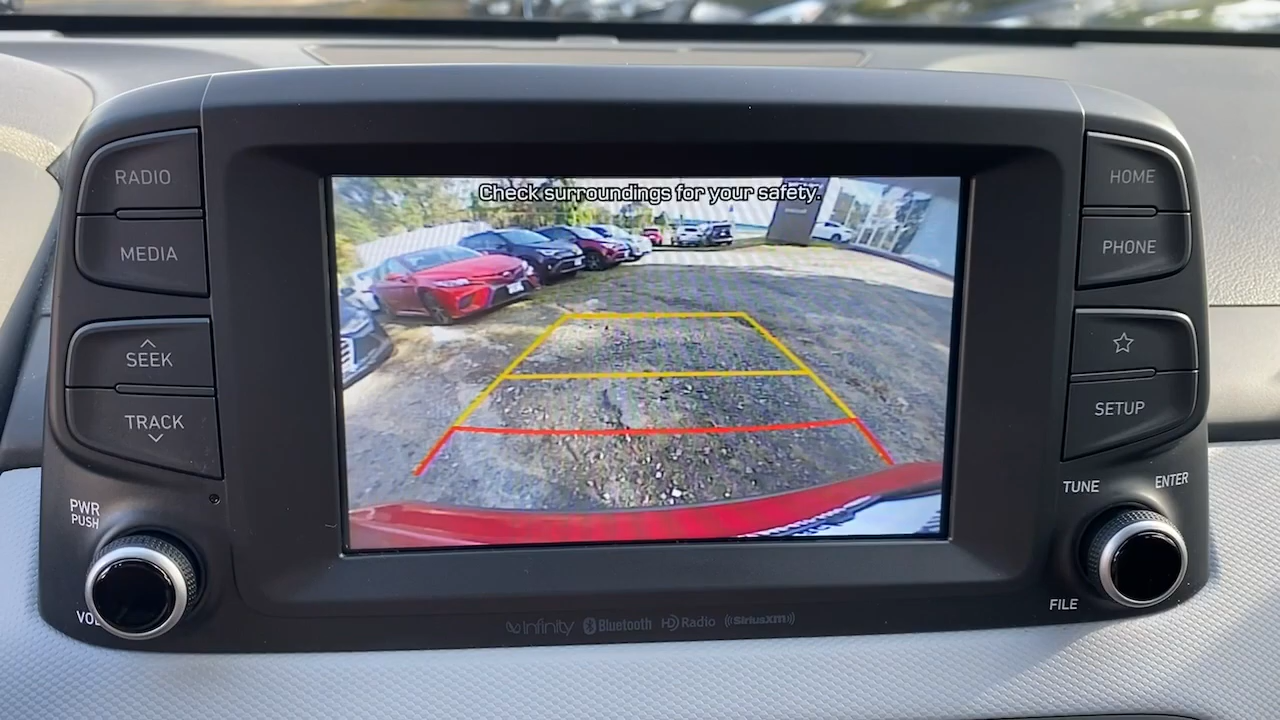 Check surroundings for your safety.
RADIO
MEDIA
SEEK
TRACK
PWR
PUSH
VOL
HOME
PHONE
SETUP
TUNE
ENTER
FILE
infinity Bluetooth HD Radio SiriusXM